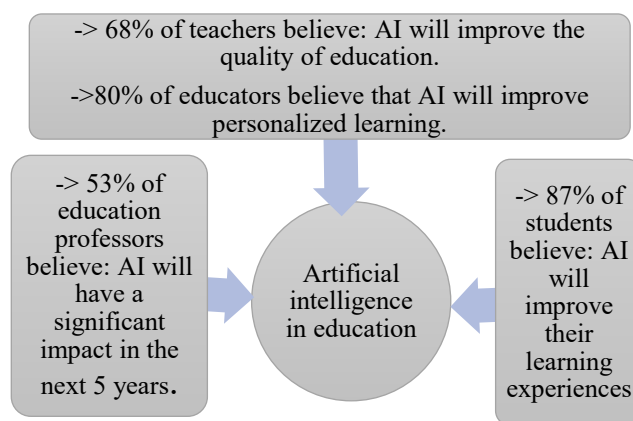 -> 68% of teachers believe: AI will improve the
quality of education.
->80% of educators believe that AI will improve
personalized learning.
-> 53% of
education
professors
believe: AI will
have a
significant
impact in the
next 5 years.
Artificial
intelligence
in education
-> 87% of
students
believe: AI
will
improve
their
learning
experiences